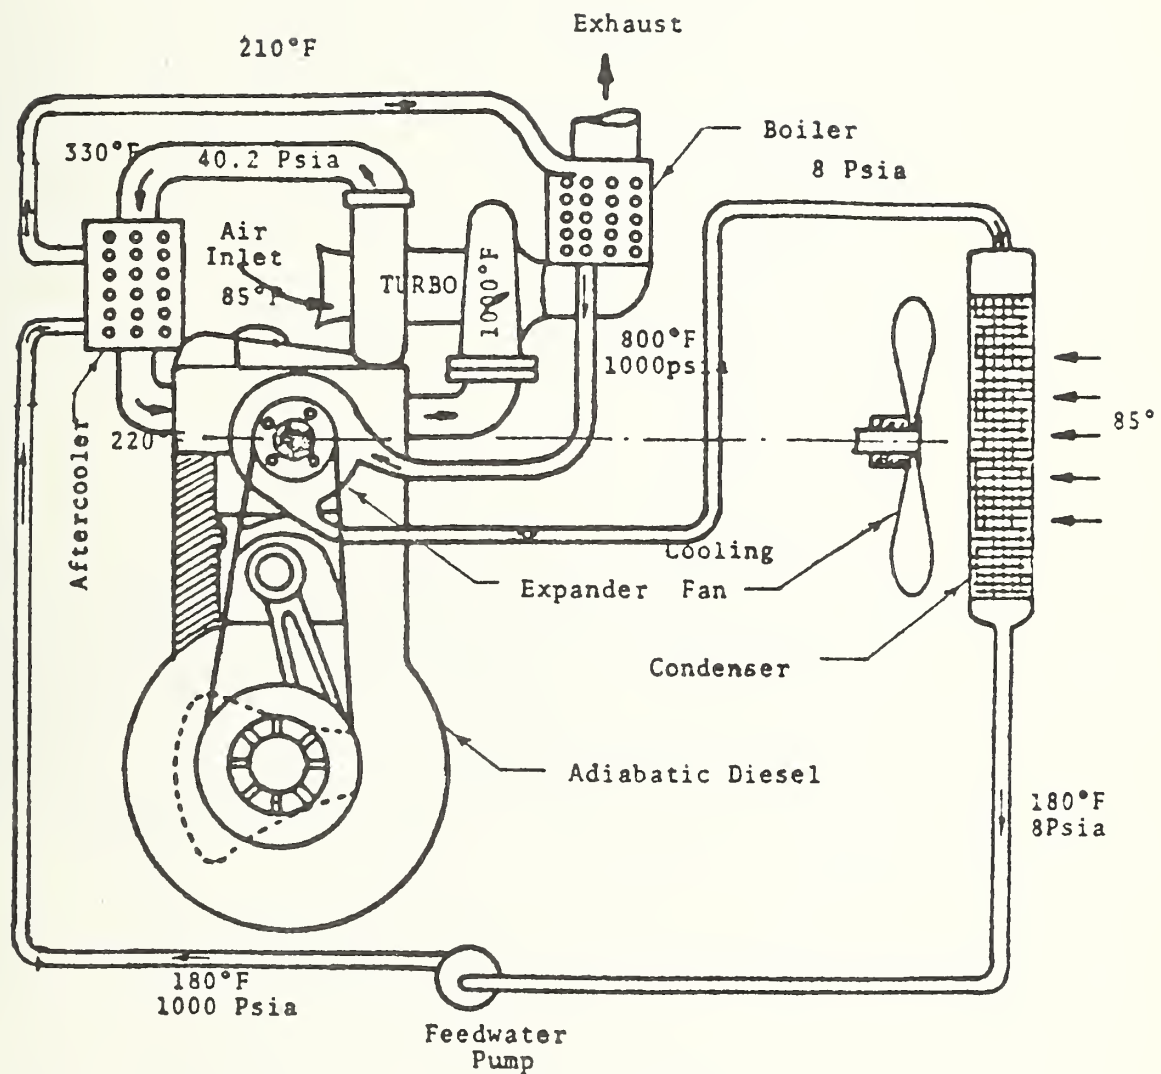 Exhaust
210°F
Boiler
330°F
40.2 Psia
8 Psia
Air
Inlet
85°F
TURBO
1000°F
800°F
1000psia
85°
220°F
Aftercooler
Cooling
Expander Fan
Condenser
Adiabatic Diesel
180°F
8Psia
180°F
1000 Psia
Feedwater
Pump